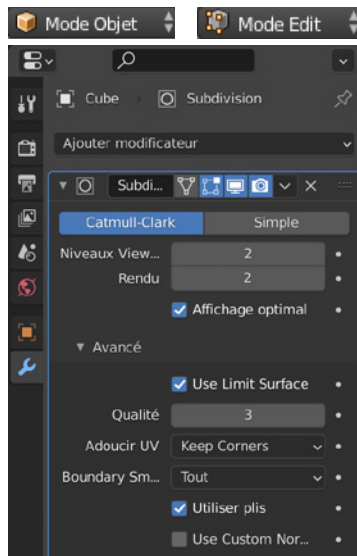 Mode Objet Mode Edit
Cube Subdivision
Ajouter modificateur
Subdi...
Catmull-Clark Simple
Niveaux View... 2
Rendu 2
Affichage optimal
Avancé
Use Limit Surface
Qualité 3
Adoucir UV Keep Corners
Boundary Sm... Tout
Utiliser plis
Use Custom Nor...